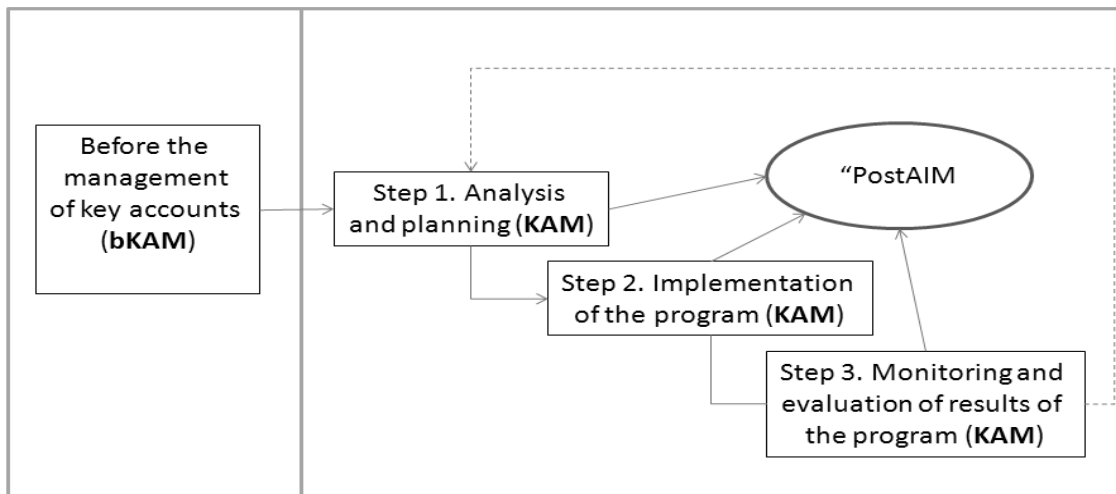 Before the
management
of key accounts
(bKAM)
Step 1. Analysis
and planning (KAM)
“PostAIM
Step 2. Implementation
of the program (KAM)
Step 3. Monitoring and
evaluation of results of
the program (KAM)